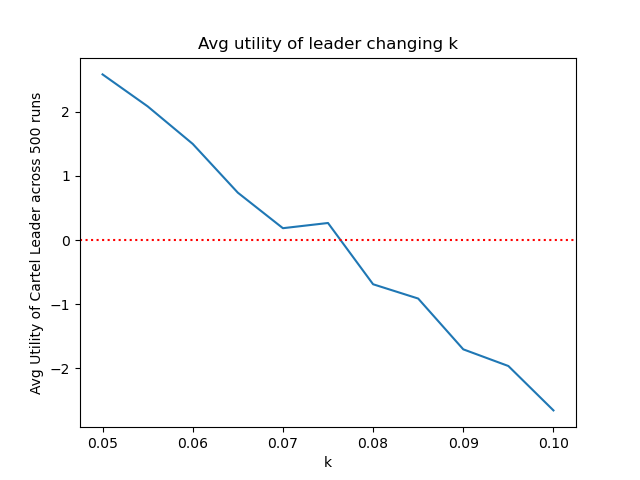 Avg utility of leader changing k
Avg Utility of Cartel Leader across 500 runs
2
1
0
−1
−2
0.05 0.06 0.07 0.08 0.09 0.10
k